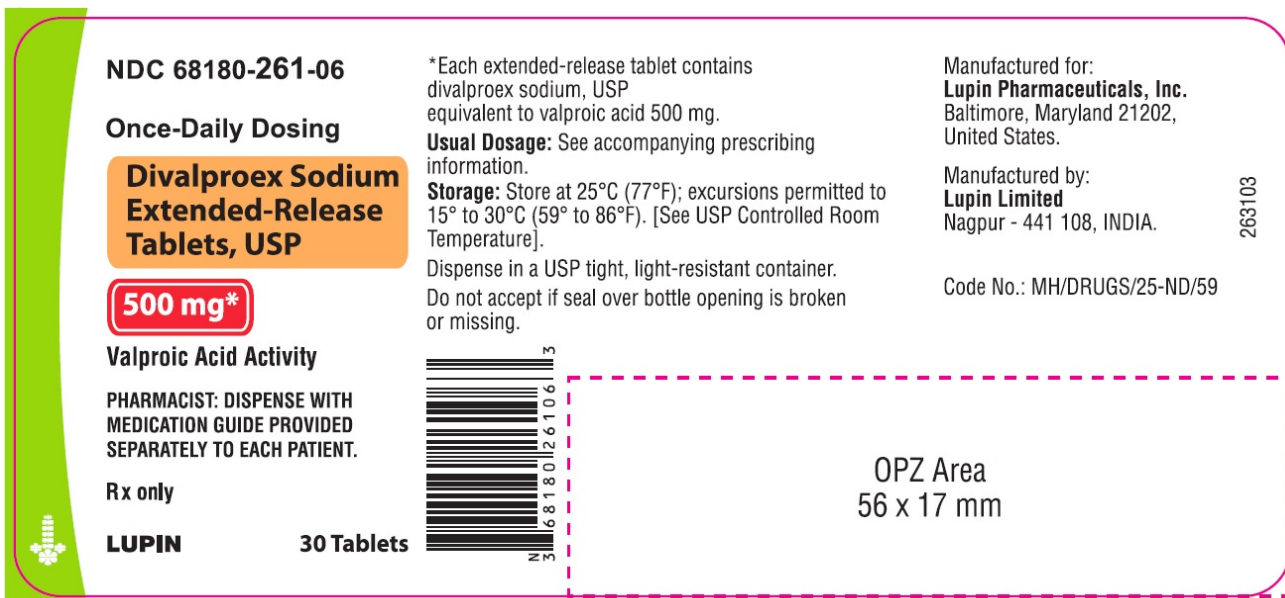 NDC 68180-261-06
Once-Daily Dosing
Divalproex Sodium
Extended-Release
Tablets, USP
500 mg*
Valproic Acid Activity
PHARMACIST: DISPENSE WITH
MEDICATION GUIDE PROVIDED
SEPARATELY TO EACH PATIENT.
Rx only
LUPIN 30 Tablets
*Each extended-release tablet contains
divalproex sodium, USP
equivalent to valproic acid 500 mg.
Usual Dosage: See accompanying prescribing
information.
Storage: Store at 25°C (77°F); excursions permitted to
15° to 30°C (59° to 86°F). [See USP Controlled Room
Temperature].
Dispense in a USP tight, light-resistant container.
Do not accept if seal over bottle opening is broken
or missing.
N
3 68180 26106 3
Manufactured for:
Lupin Pharmaceuticals, Inc.
Baltimore, Maryland 21202,
United States.
Manufactured by:
Lupin Limited
Nagpur - 441 108, INDIA.
Code No.: MH/DRUGS/25-ND/59
263103
OPZ Area
56 x 17 mm